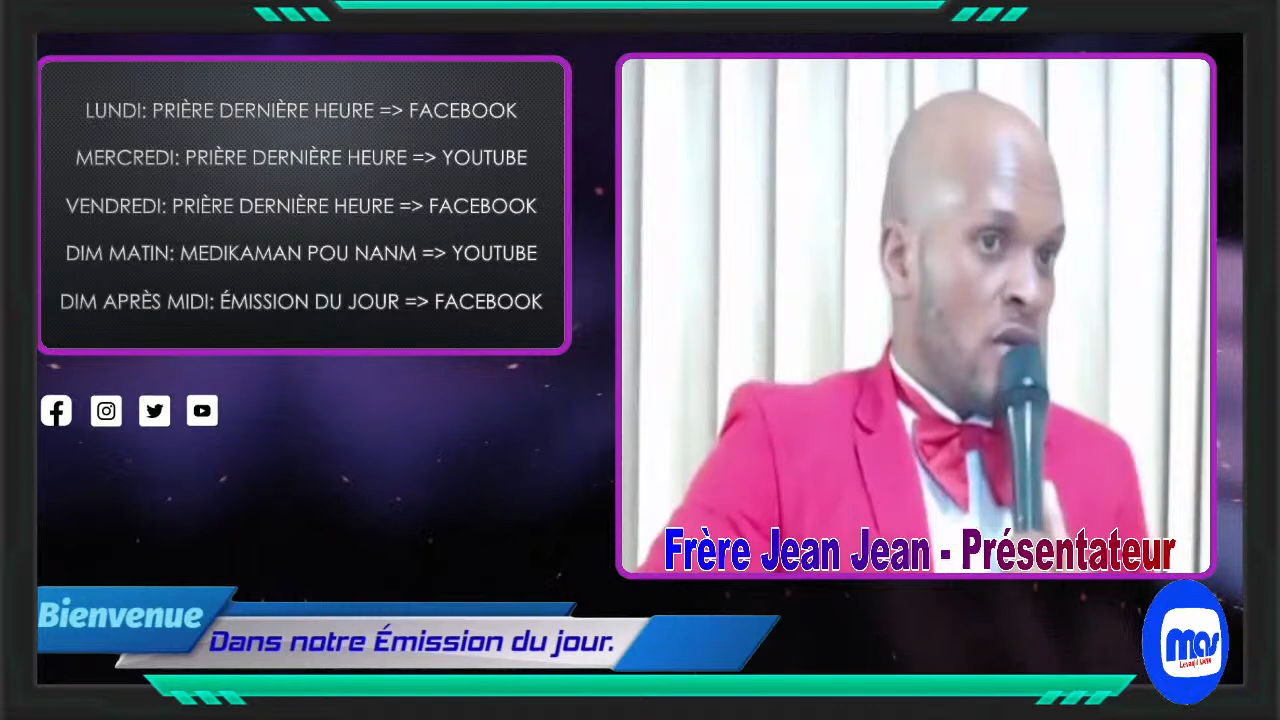 LUNDI: PRIÈRE DERNIÈRE HEURE => FACEBOOK
MERCREDI: PRIÈRE DERNIÈRE HEURE => YOUTUBE
VENDREDI: PRIÈRE DERNIÈRE HEURE => FACEBOOK
DIM MATIN: MEDIKAMAN POU NANM => YOUTUBE
DIM APRÈS MIDI: ÉMISSION DU JOUR => FACEBOOK
Frère Jean Jean - Présentateur
Bienvenue
Dans notre Émission du jour.
mas